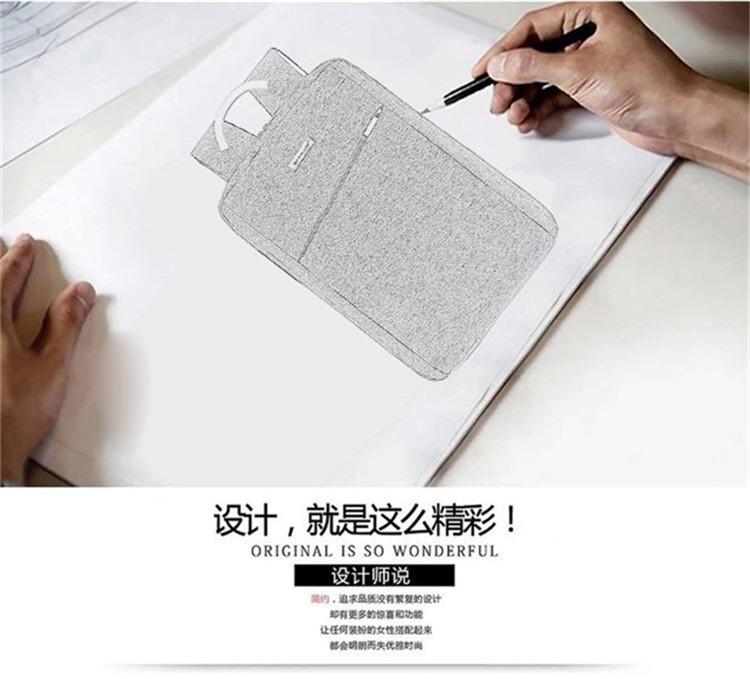 设计，就是这么精彩！
ORIGINAL IS SO WONDERFUL
设计师说
简约，追求品质没有繁复的设计
却有更多的惊喜和功能
让任何装扮的女性搭配起来
都会明朗而失优雅时尚